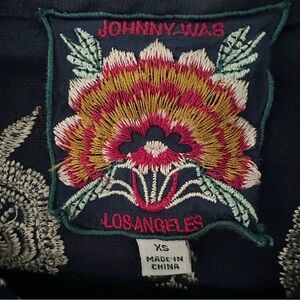 JOHNNY WAS
LOS ANGELES
XS
MADE IN
CHINA